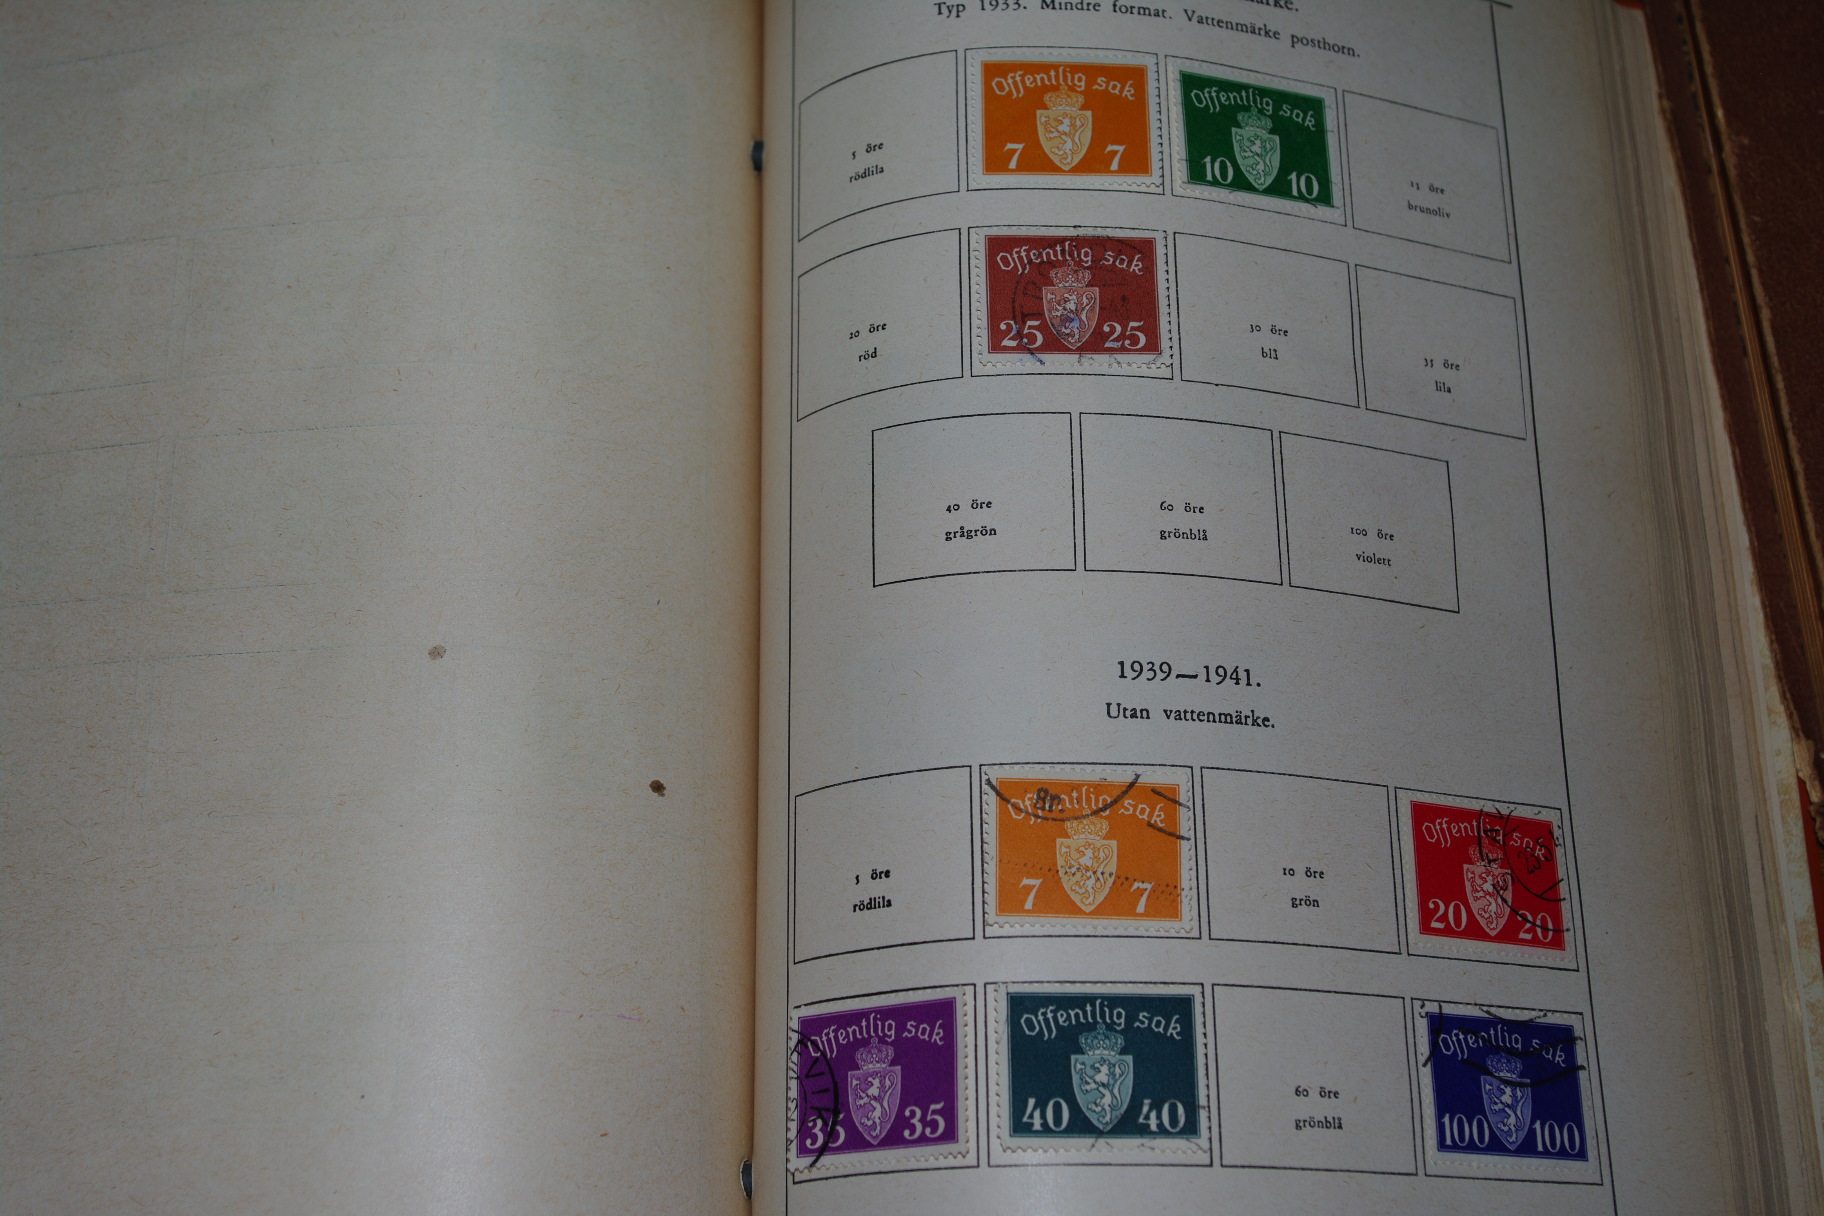 Typ 1933. Mindre format. Vattenmärke posthorn.
5 öre
rödlila
Offentlig sak
7 7
Offentlig sak
10 10
15 öre
brunoliv
20 öre
röd
Offentlig sak
25 25
30 öre
blå
35 öre
lila
40 öre
grågrön
60 öre
grönblå
100 öre
violett
1939—1941.
Utan vattenmärke.
5 öre
rödlila
Offentlig sak
7 7
10 öre
grön
Offentlig sak
20 20
Offentlig sak
35 35
Offentlig sak
40 40
60 öre
grönblå
Offentlig sak
100 100